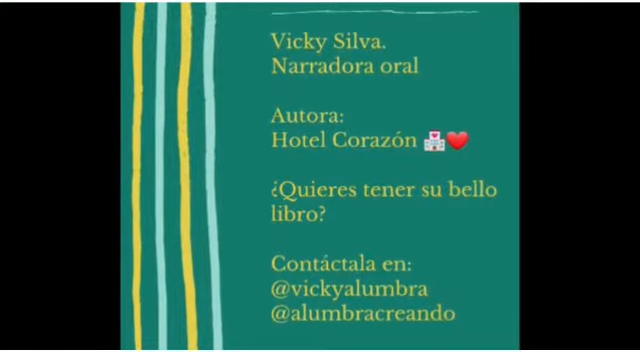 Vicky Silva.
Narradora oral
Autora:
Hotel Corazón 🏩❤️
¿Quieres tener su bello
libro?
Contáctala en:
@vickyalumbra
@alumbracreando